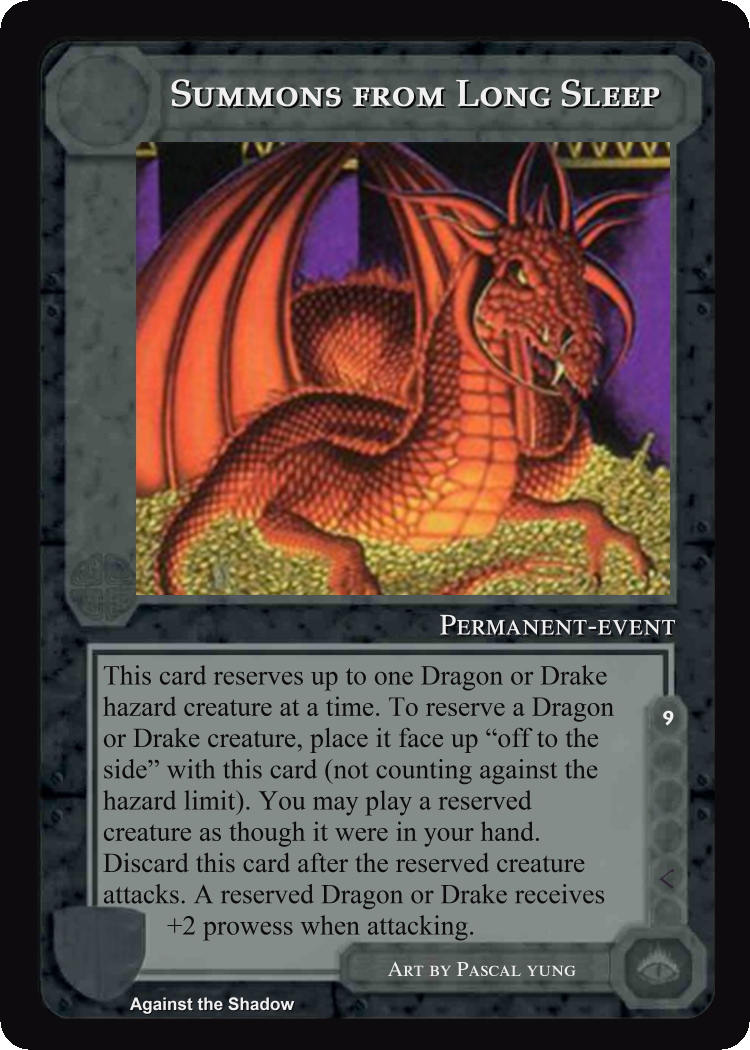 Summons from Long Sleep
Permanent-event
This card reserves up to one Dragon or Drake
hazard creature at a time. To reserve a Dragon
or Drake creature, place it face up “off to the
side” with this card (not counting against the
hazard limit). You may play a reserved
creature as though it were in your hand.
Discard this card after the reserved creature
attacks. A reserved Dragon or Drake receives
+2 prowess when attacking.
9
Art by Pascal yung
Against the Shadow